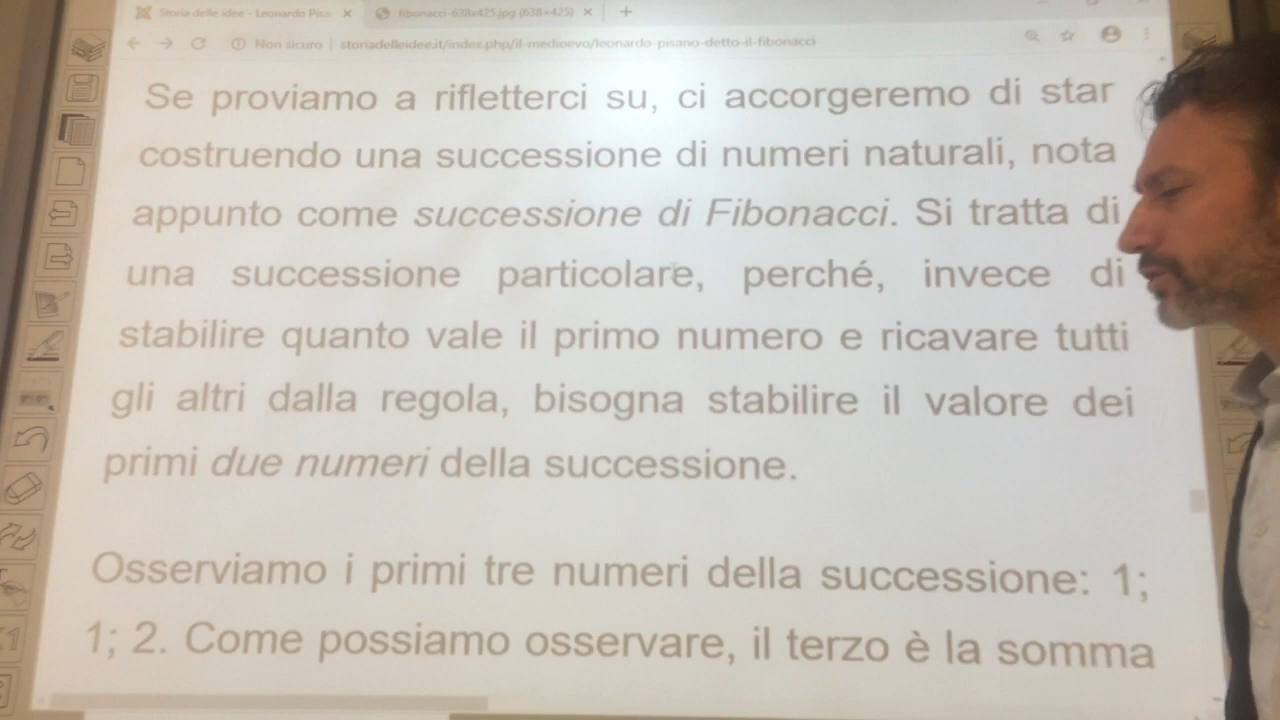 Storia delle idee - Leonardo Pisa
fibonacci-638x425.jpg (638×425)
Non sicuro | storiadelleidee.it/index.php/il-medioevo/leonardo-pisano-detto-il-fibonacci
Se proviamo a rifletterci su, ci accorgeremo di star
costruendo una successione di numeri naturali, nota
appunto come successione di Fibonacci. Si tratta di
una successione particolare, perché, invece di
stabilire quanto vale il primo numero e ricavare tutti
gli altri dalla regola, bisogna stabilire il valore dei
primi due numeri della successione.
Osserviamo i primi tre numeri della successione: 1;
1; 2. Come possiamo osservare, il terzo è la somma